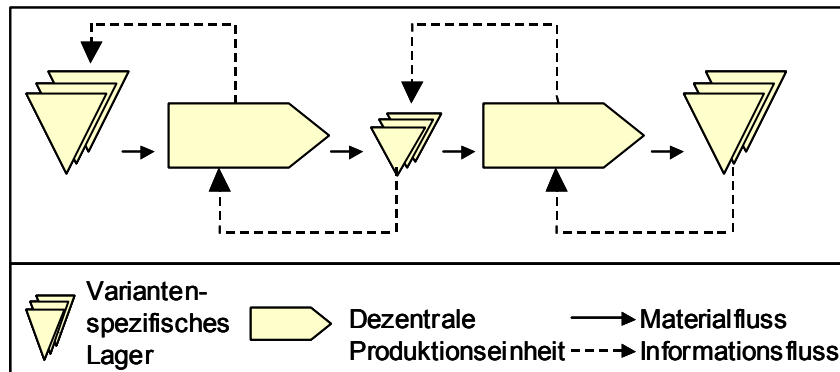 Varianten-
spezifisches
Lager
Dezentrale
Produktionseinheit
Materialfluss
Informationsfluss